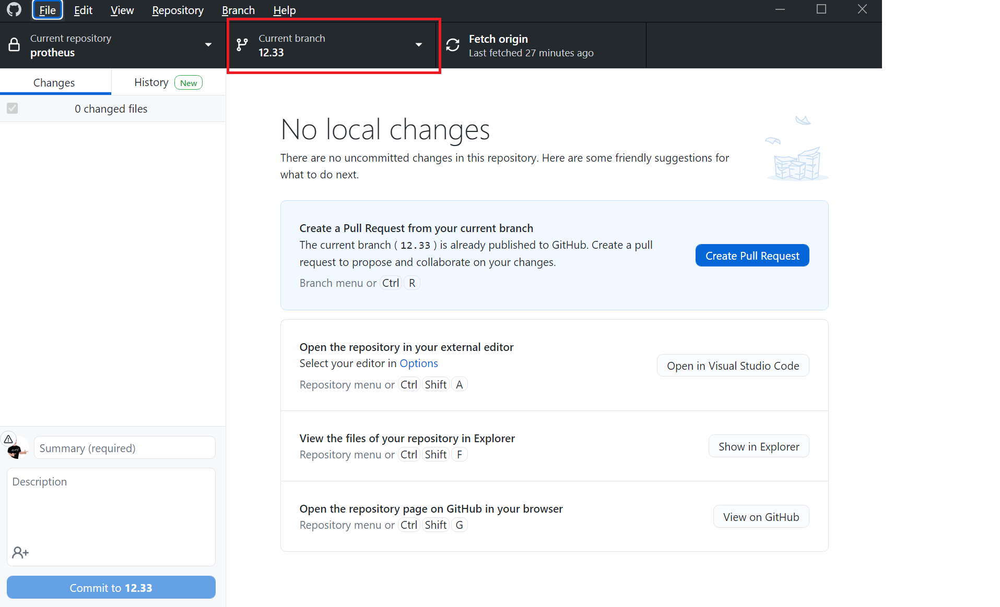 File Edit View Repository Branch Help
Current repository
protheus
Current branch
12.33
Fetch origin
Last fetched 27 minutes ago
Changes
History New
0 changed files
No local changes
There are no uncommitted changes in this repository. Here are some friendly suggestions for
what to do next.
Create a Pull Request from your current branch
The current branch ( 12.33 ) is already published to GitHub. Create a pull
request to propose and collaborate on your changes.
Branch menu or Ctrl R
Create Pull Request
Open the repository in your external editor
Select your editor in Options
Repository menu or Ctrl Shift A
Open in Visual Studio Code
View the files of your repository in Explorer
Repository menu or Ctrl Shift F
Show in Explorer
Open the repository page on GitHub in your browser
Repository menu or Ctrl Shift G
View on GitHub
Summary (required)
Description
Commit to 12.33